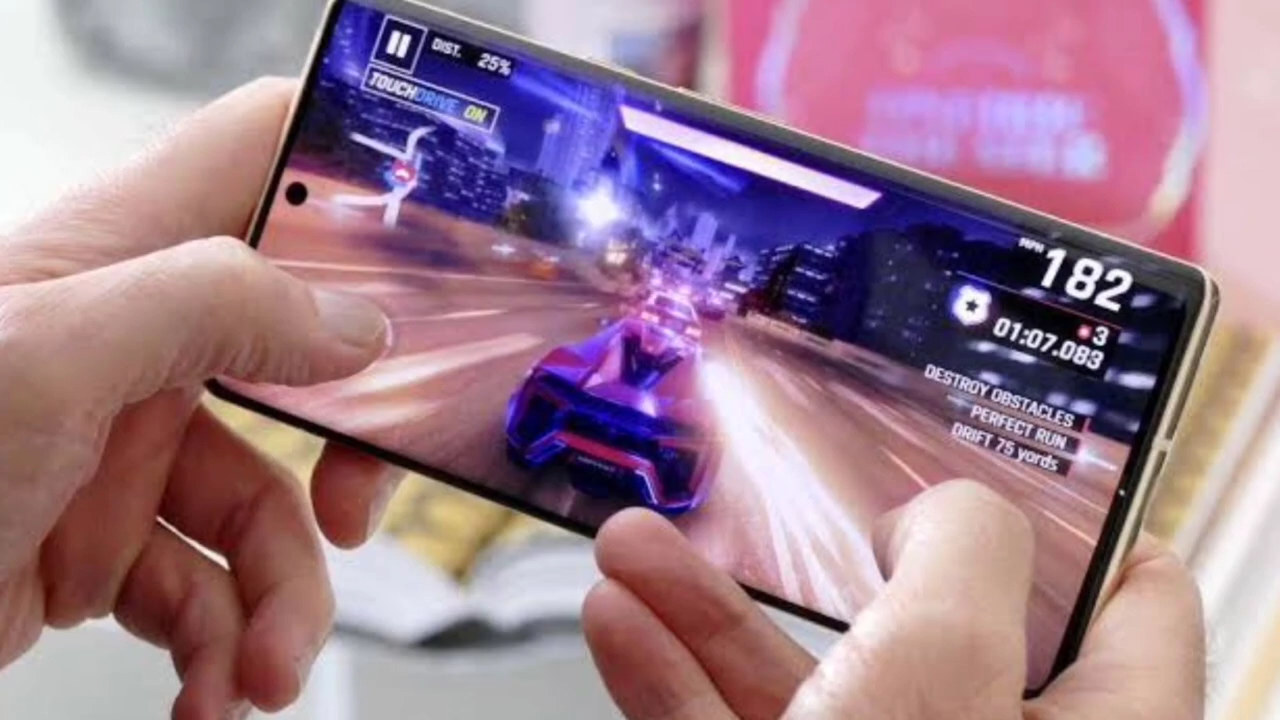 DIST. 25%
TOUCHDRIVE ON
MPH 182
3
01:07.083
DESTROY OBSTACLES
PERFECT RUN
DRIFT 75 yards